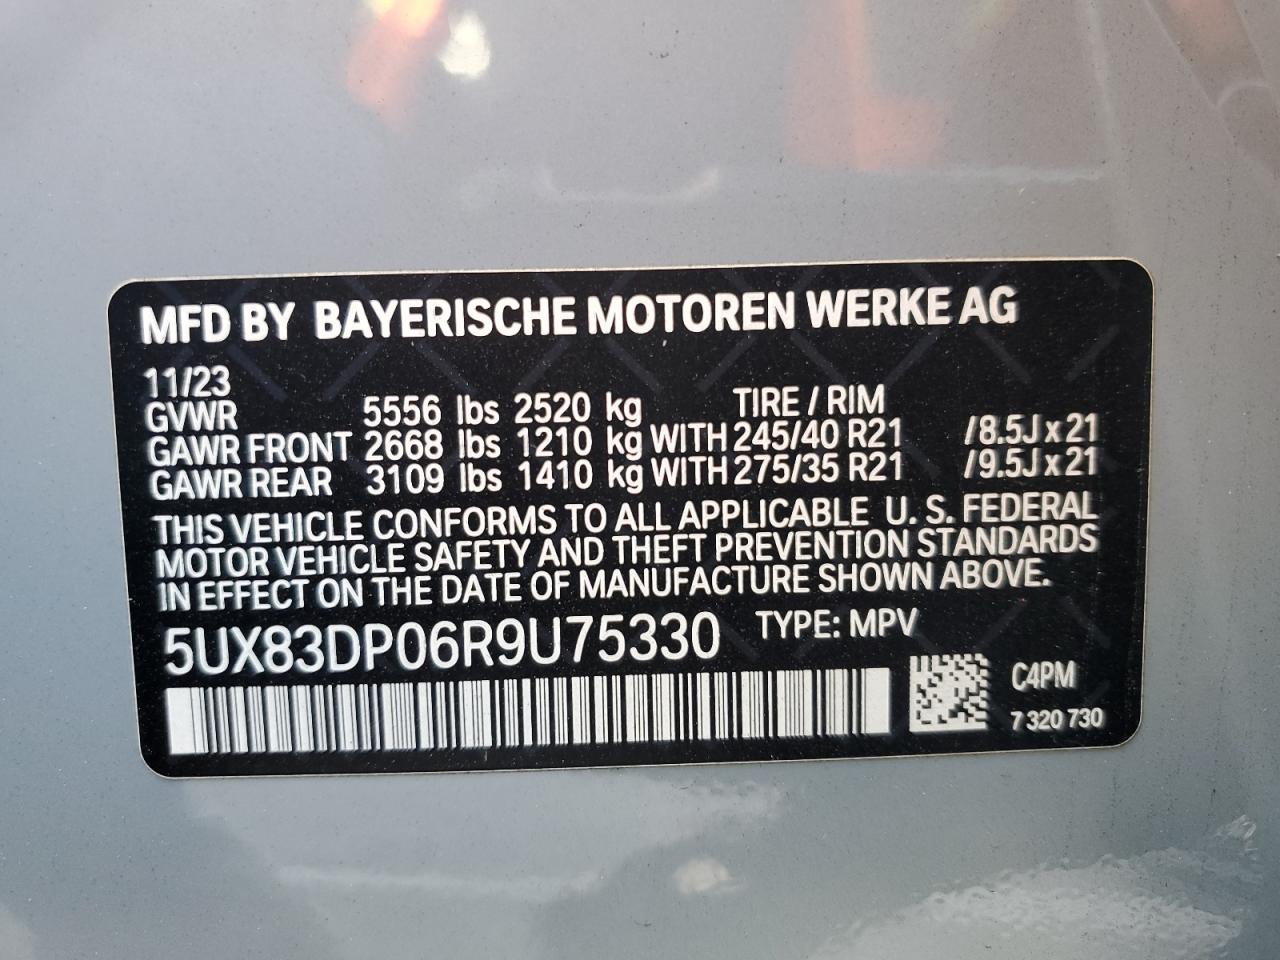 MFD BY BAYERISCHE MOTOREN WERKE AG
11/23
GVWR 5556 lbs 2520 kg TIRE / RIM
GAWR FRONT 2668 lbs 1210 kg WITH 245/40 R21 /8.5J x 21
GAWR REAR 3109 lbs 1410 kg WITH 275/35 R21 /9.5J x 21
THIS VEHICLE CONFORMS TO ALL APPLICABLE U. S. FEDERAL
MOTOR VEHICLE SAFETY AND THEFT PREVENTION STANDARDS
IN EFFECT ON THE DATE OF MANUFACTURE SHOWN ABOVE.
5UX83DP06R9U75330 TYPE: MPV
C4PM
7 320 730